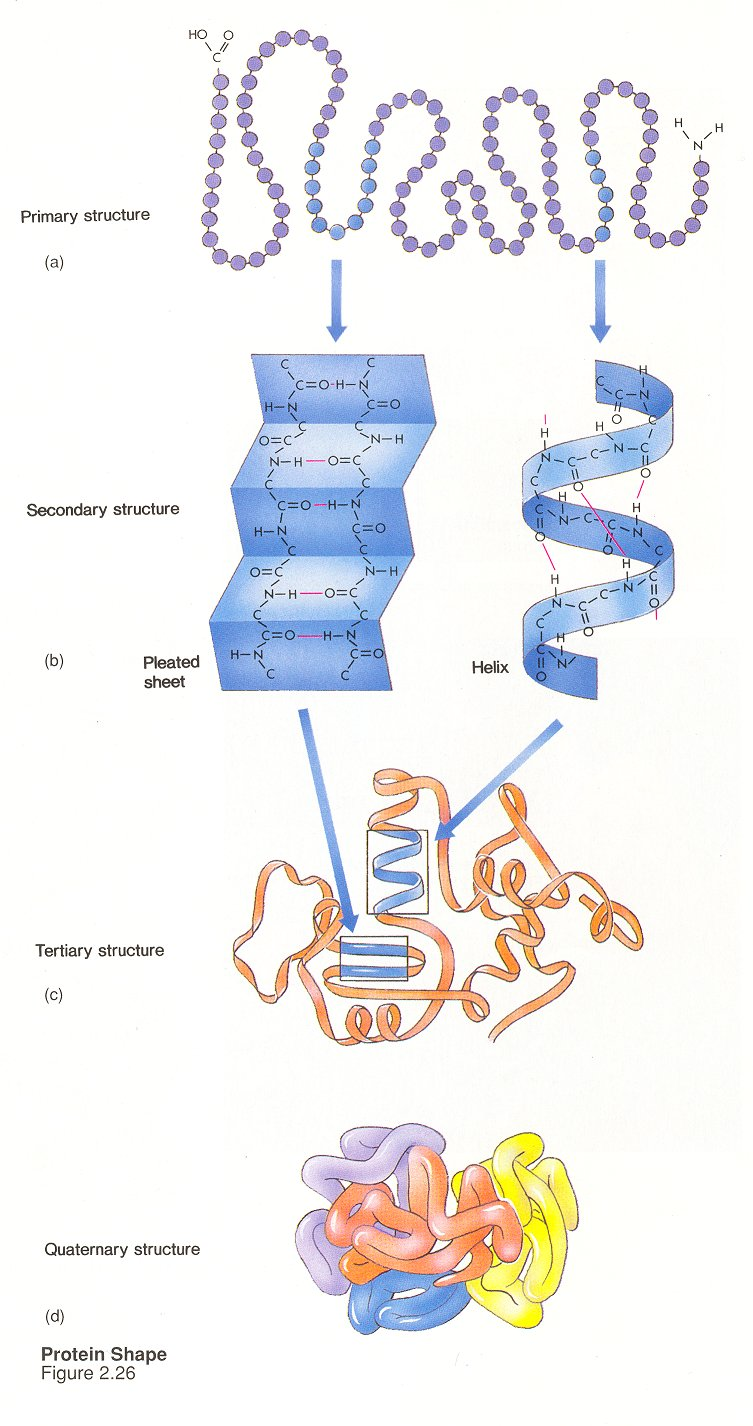 HO
O
C
H
H
N
Primary structure
(a)
C
C
C=O-H-N
H-N
C=O
C
C
O=C
N-H
N-H
O=C
C
C
C=O
H-N
H-N
C=O
C
C
O=C
N-H
N-H
O=C
C
C
C=O
H-N
H-N
C=O
C
C
H
C
C
N
O
C
H
H
N
C
C
N
C
O
O
C
H
H
C
N
C
C
N
O
O
C
H
H
N
C
C
N
C
O
O
C
H
C
N
O
Secondary structure
(b)
Pleated
sheet
Helix
Tertiary structure
(c)
Quaternary structure
(d)
Protein Shape
Figure 2.26